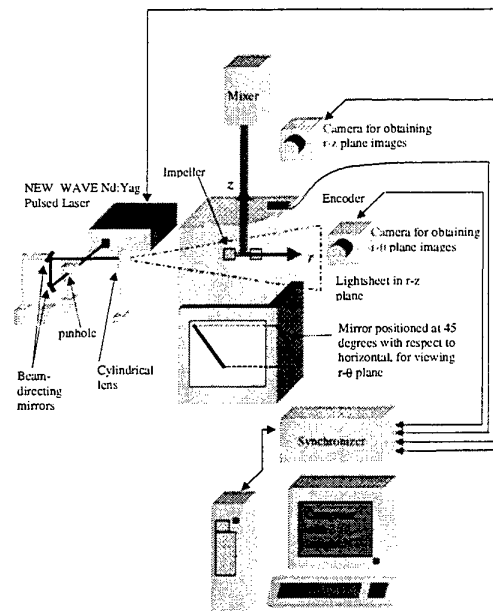 Mixer
Camera for obtaining
r-z plane images
Impeller
z
NEW WAVE Nd:Yag
Pulsed Laser
Encoder
Camera for obtaining
r-θ plane images
r
Lightsheet in r-z
plane
pinhole
Mirror positioned at 45
degrees with respect to
horizontal, for viewing
r-θ plane
Beam-
directing
mirrors
Cylindrical
lens
Synchronizer